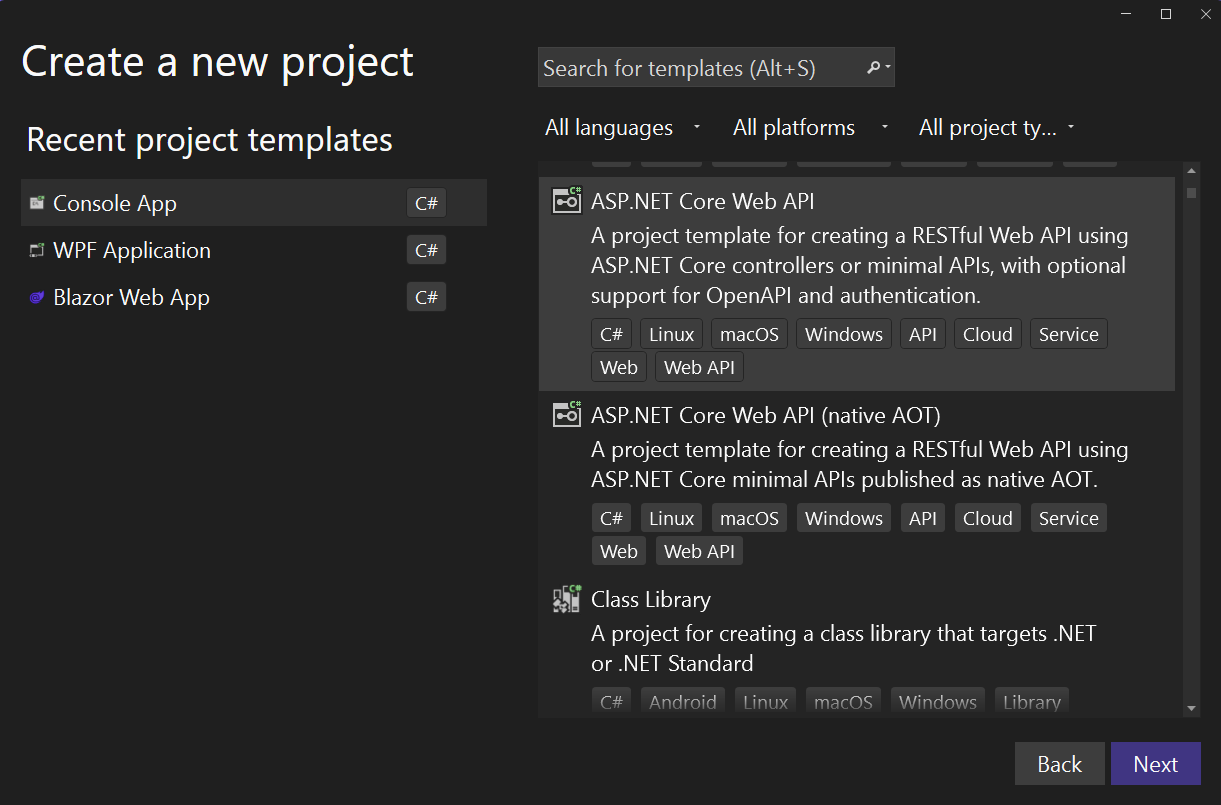 Create a new project
Recent project templates
Console App C#
WPF Application C#
Blazor Web App C#
Search for templates (Alt+S)
All languages All platforms All project ty...
ASP.NET Core Web API
A project template for creating a RESTful Web API using
ASP.NET Core controllers or minimal APIs, with optional
support for OpenAPI and authentication.
C# Linux macOS Windows API Cloud Service
Web Web API
ASP.NET Core Web API (native AOT)
A project template for creating a RESTful Web API using
ASP.NET Core minimal APIs published as native AOT.
C# Linux macOS Windows API Cloud Service
Web Web API
Class Library
A project for creating a class library that targets .NET
or .NET Standard
C# Android Linux macOS Windows Library
Back Next